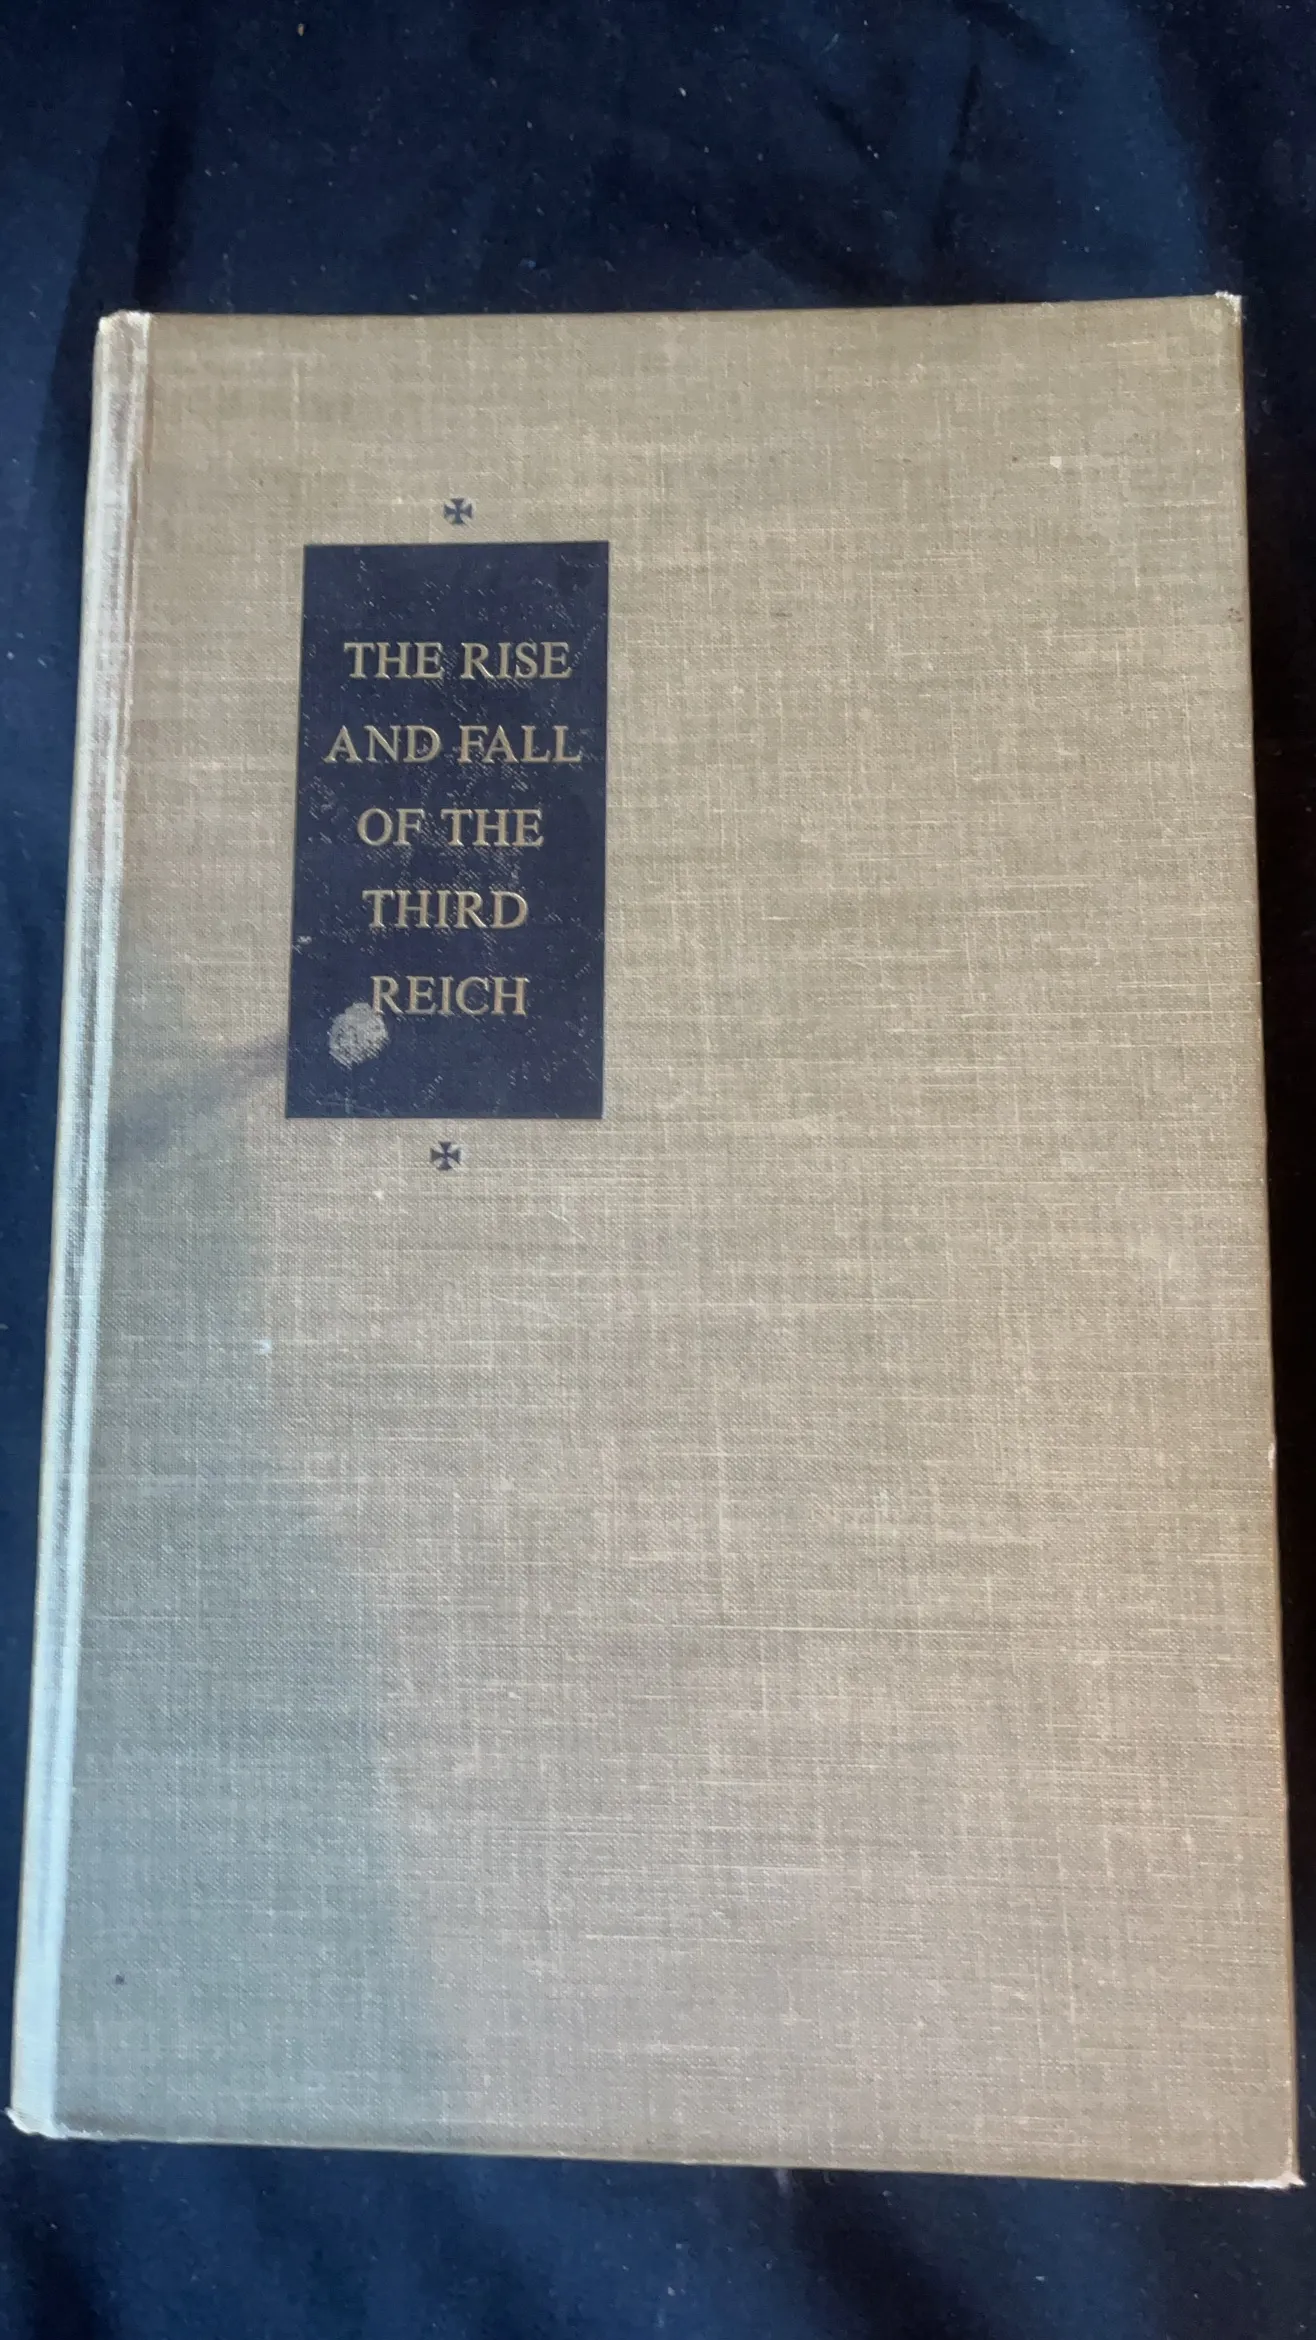 THE RISE
AND FALL
OF THE
THIRD
REICH